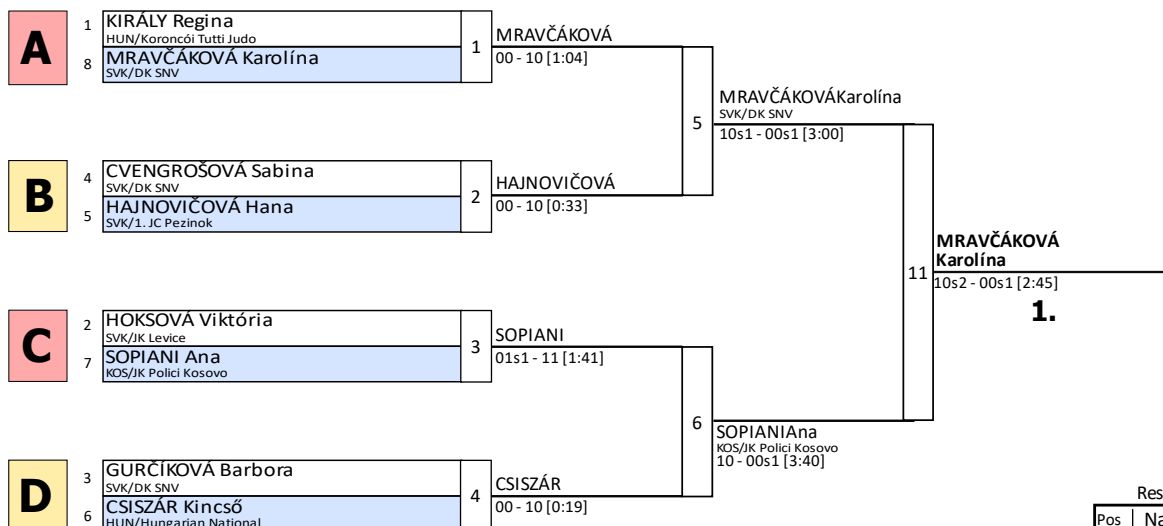 A
1
KIRÁLY Regina
HUN/Koroncói Tutti Judo
8
MRAVČÁKOVÁ Karolína
SVK/DK SNV
1
MRAVČÁKOVÁ
00 - 10 [1:04]
B
4
CVENGROŠOVÁ Sabina
SVK/DK SNV
5
HAJNOVIČOVÁ Hana
SVK/1. JC Pezinok
2
HAJNOVIČOVÁ
00 - 10 [0:33]
5
MRAVČÁKOVÁKarolína
SVK/DK SNV
10s1 - 00s1 [3:00]
C
2
HOKSOVÁ Viktória
SVK/JK Levice
7
SOPIANI Ana
KOS/JK Polici Kosovo
3
SOPIANI
01s1 - 11 [1:41]
D
3
GURČÍKOVÁ Barbora
SVK/DK SNV
6
CSISZÁR Kincső
HUN/Hungarian National
4
CSISZÁR
00 - 10 [0:19]
6
SOPIANIAna
KOS/JK Polici Kosovo
10 - 00s1 [3:40]
11
MRAVČÁKOVÁ
Karolína
10s2 - 00s1 [2:45]
1.
Res
Pos Na